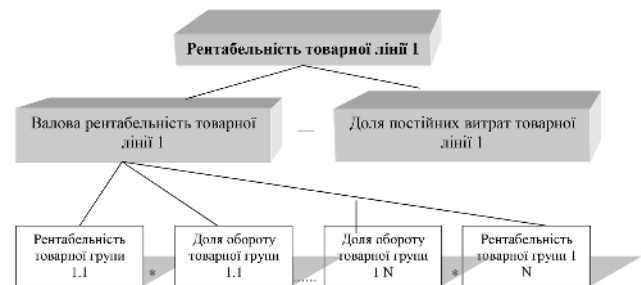 Рентабельність товарної лінії 1
Валова рентабельність товарної
лінії 1
—
Доля постійних витрат товарної
лінії 1
Рентабельність
товарної групи
1.1
*
Доля обороту
товарної групи
1.1
......
Доля обороту
товарної групи
1 N
*
Рентабельність
товарної групи 1
N